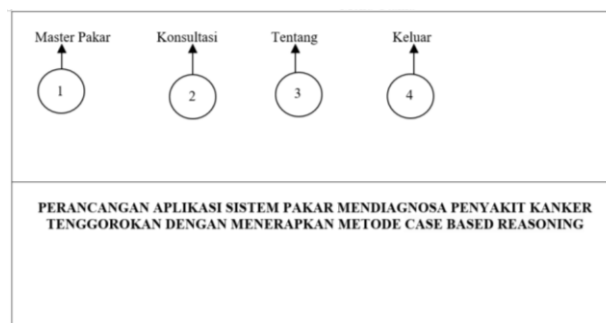 Master Pakar Konsultasi Tentang Keluar
1 2 3 4
PERANCANGAN APLIKASI SISTEM PAKAR MENDIAGNOSA PENYAKIT KANKER
TENGGOROKAN DENGAN MENERAPKAN METODE CASE BASED REASONING